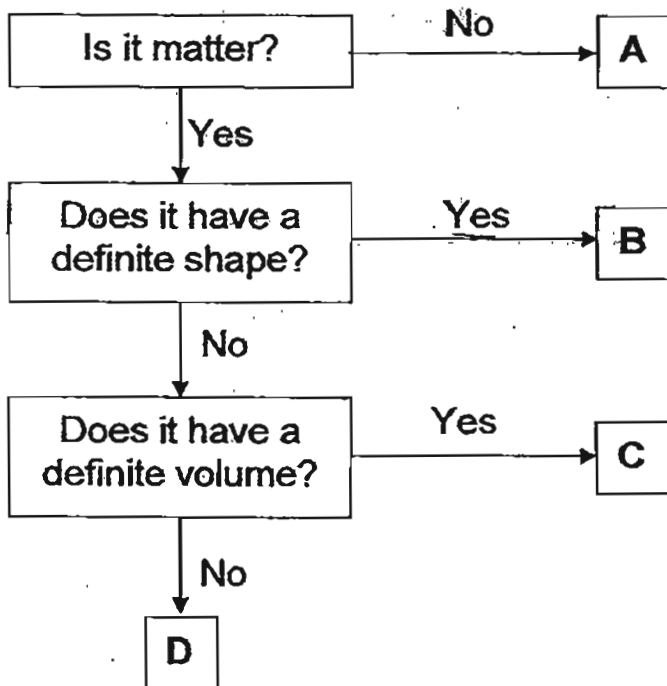 Is it matter?
No
A
Yes
Does it have a
definite shape?
Yes
B
No
Does it have a
definite volume?
Yes
C
No
D